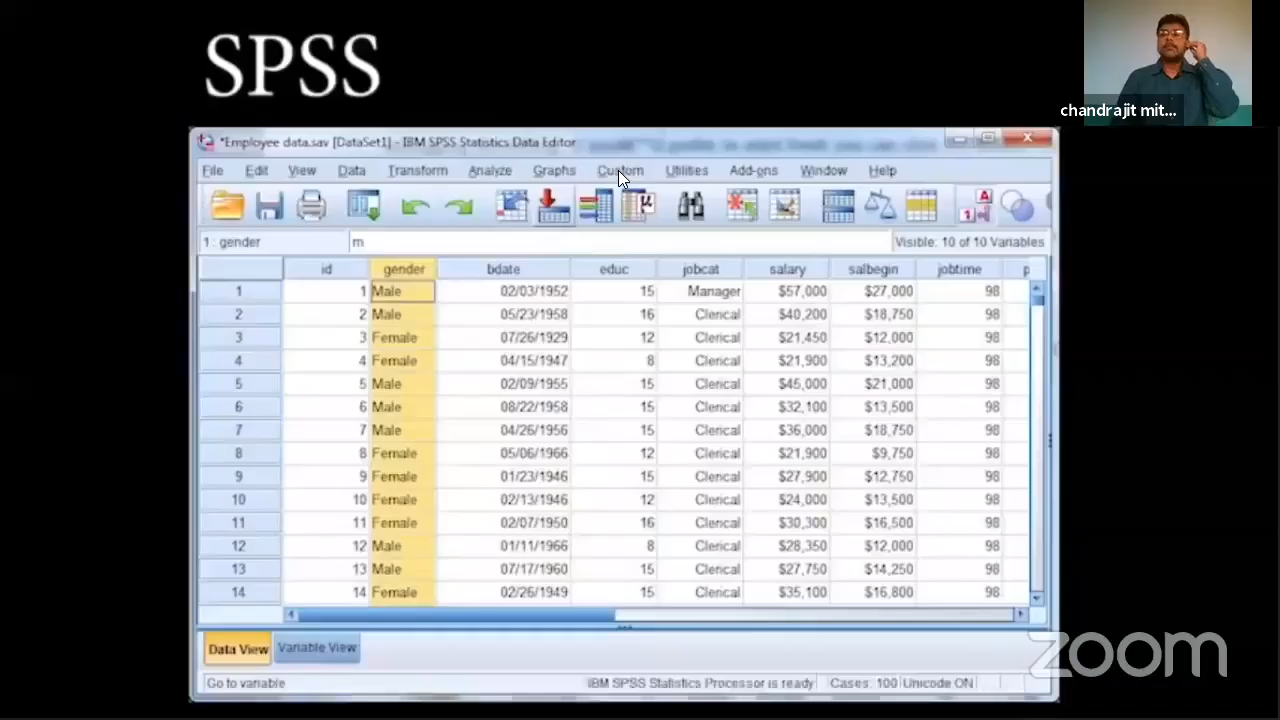 SPSS
chandrajit mit...
*Employee data.sav [DataSet1] - IBM SPSS Statistics Data Editor
File Edit View Data Transform Analyze Graphs Custom Utilities Add-ons Window Help
1 : gender m Visible: 10 of 10 Variables
id gender bdate educ jobcat salary salbegin jobtime p
1 1 Male 02/03/1952 15 Manager $57,000 $27,000 98
2 2 Male 05/23/1958 16 Clerical $40,200 $18,750 98
3 3 Female 07/26/1929 12 Clerical $21,450 $12,000 98
4 4 Female 04/15/1947 8 Clerical $21,900 $13,200 98
5 5 Male 02/09/1955 15 Clerical $45,000 $21,000 98
6 6 Male 08/22/1958 15 Clerical $32,100 $13,500 98
7 7 Male 04/26/1956 15 Clerical $36,000 $18,750 98
8 8 Female 05/06/1966 12 Clerical $21,900 $9,750 98
9 9 Female 01/23/1946 15 Clerical $27,900 $12,750 98
10 10 Female 02/13/1946 12 Clerical $24,000 $13,500 98
11 11 Female 02/07/1950 16 Clerical $30,300 $16,500 98
12 12 Male 01/11/1966 8 Clerical $28,350 $12,000 98
13 13 Male 07/17/1960 15 Clerical $27,750 $14,250 98
14 14 Female 02/26/1949 15 Clerical $35,100 $16,800 98
Data View Variable View
Go to variable IBM SPSS Statistics Processor is ready Cases: 100 Unicode:ON
zoom